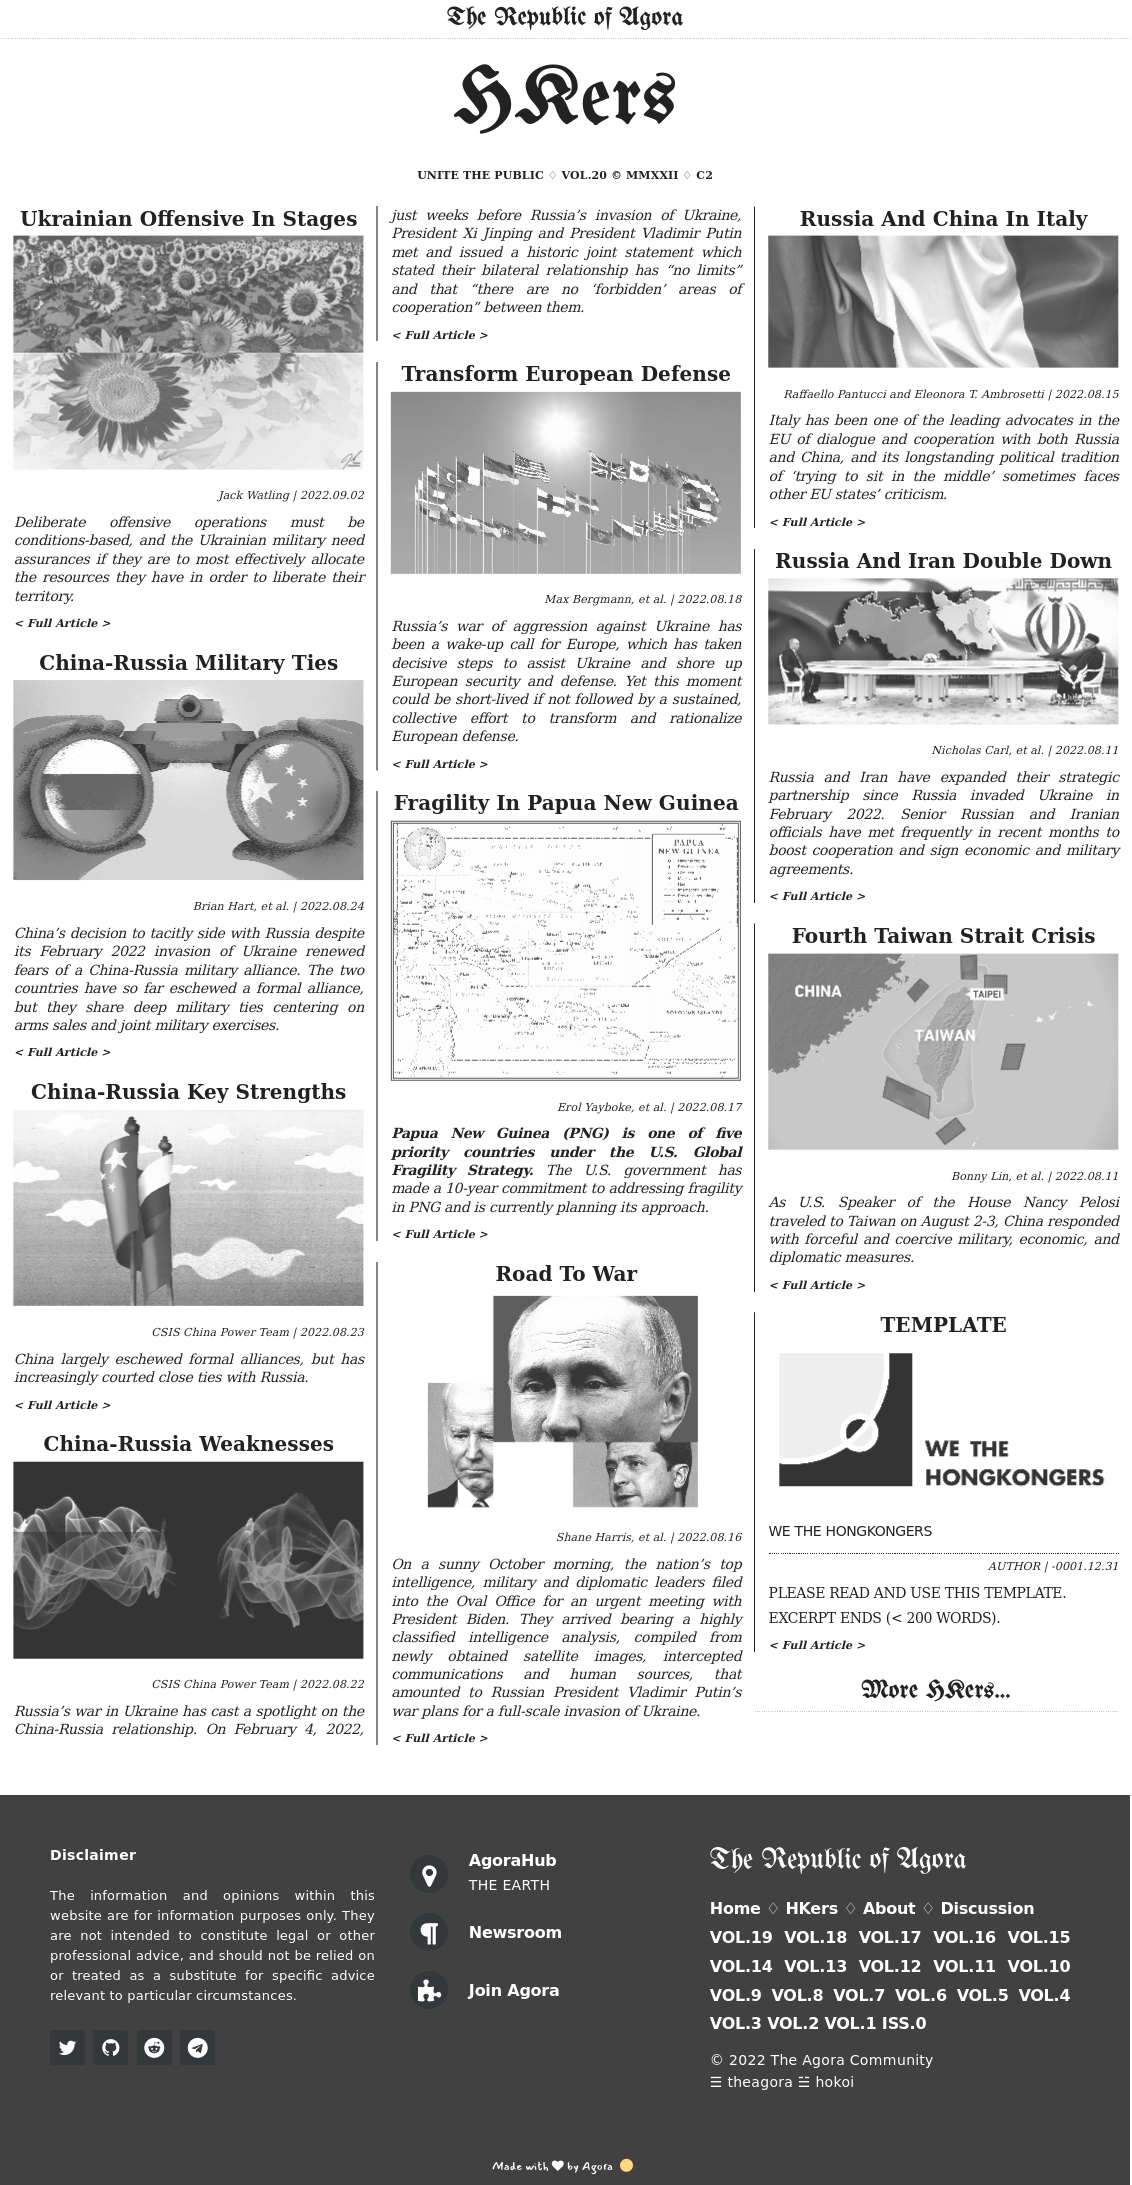 The Republic of Agora
HKers
UNITE THE PUBLIC ♢ VOL.20 © MMXXII ♢ C2
Ukrainian Offensive In Stages
Jack Watling | 2022.09.02
Deliberate offensive operations must be
conditions-based, and the Ukrainian military need
assurances if they are to most effectively allocate
the resources they have in order to liberate their
territory.
< Full Article >
China-Russia Military Ties
Brian Hart, et al. | 2022.08.24
China’s decision to tacitly side with Russia despite
its February 2022 invasion of Ukraine renewed
fears of a China-Russia military alliance. The two
countries have so far eschewed a formal alliance,
but they share deep military ties centering on
arms sales and joint military exercises.
< Full Article >
China-Russia Key Strengths
CSIS China Power Team | 2022.08.23
China largely eschewed formal alliances, but has
increasingly courted close ties with Russia.
< Full Article >
China-Russia Weaknesses
CSIS China Power Team | 2022.08.22
Russia’s war in Ukraine has cast a spotlight on the
China-Russia relationship. On February 4, 2022,
just weeks before Russia’s invasion of Ukraine,
President Xi Jinping and President Vladimir Putin
met and issued a historic joint statement which
stated their bilateral relationship has “no limits”
and that “there are no ‘forbidden’ areas of
cooperation” between them.
< Full Article >
Transform European Defense
Max Bergmann, et al. | 2022.08.18
Russia’s war of aggression against Ukraine has
been a wake-up call for Europe, which has taken
decisive steps to assist Ukraine and shore up
European security and defense. Yet this moment
could be short-lived if not followed by a sustained,
collective effort to transform and rationalize
European defense.
< Full Article >
Fragility In Papua New Guinea
PAPUA
NEW GUINEA
SOLOMON ISLANDS
Erol Yayboke, et al. | 2022.08.17
Papua New Guinea (PNG) is one of five
priority countries under the U.S. Global
Fragility Strategy. The U.S. government has
made a 10-year commitment to addressing fragility
in PNG and is currently planning its approach.
< Full Article >
Road To War
Shane Harris, et al. | 2022.08.16
On a sunny October morning, the nation’s top
intelligence, military and diplomatic leaders filed
into the Oval Office for an urgent meeting with
President Biden. They arrived bearing a highly
classified intelligence analysis, compiled from
newly obtained satellite images, intercepted
communications and human sources, that
amounted to Russian President Vladimir Putin’s
war plans for a full-scale invasion of Ukraine.
< Full Article >
Russia And China In Italy
Raffaello Pantucci and Eleonora T. Ambrosetti | 2022.08.15
Italy has been one of the leading advocates in the
EU of dialogue and cooperation with both Russia
and China, and its longstanding political tradition
of ‘trying to sit in the middle’ sometimes faces
other EU states’ criticism.
< Full Article >
Russia And Iran Double Down
Nicholas Carl, et al. | 2022.08.11
Russia and Iran have expanded their strategic
partnership since Russia invaded Ukraine in
February 2022. Senior Russian and Iranian
officials have met frequently in recent months to
boost cooperation and sign economic and military
agreements.
< Full Article >
Fourth Taiwan Strait Crisis
CHINA
TAIPEI
TAIWAN
Bonny Lin, et al. | 2022.08.11
As U.S. Speaker of the House Nancy Pelosi
traveled to Taiwan on August 2-3, China responded
with forceful and coercive military, economic, and
diplomatic measures.
< Full Article >
TEMPLATE
WE THE
HONGKONGERS
WE THE HONGKONGERS
AUTHOR | -0001.12.31
PLEASE READ AND USE THIS TEMPLATE.
EXCERPT ENDS (< 200 WORDS).
< Full Article >
More HKers...
Disclaimer
The information and opinions within this
website are for information purposes only. They
are not intended to constitute legal or other
professional advice, and should not be relied on
or treated as a substitute for specific advice
relevant to particular circumstances.
AgoraHub
THE EARTH
Newsroom
Join Agora
The Republic of Agora
Home ♢ HKers ♢ About ♢ Discussion
VOL.19 VOL.18 VOL.17 VOL.16 VOL.15
VOL.14 VOL.13 VOL.12 VOL.11 VOL.10
VOL.9 VOL.8 VOL.7 VOL.6 VOL.5 VOL.4
VOL.3 VOL.2 VOL.1 ISS.0
© 2022 The Agora Community
☰ theagora ☱ hokoi
Made with ♥ by Agora